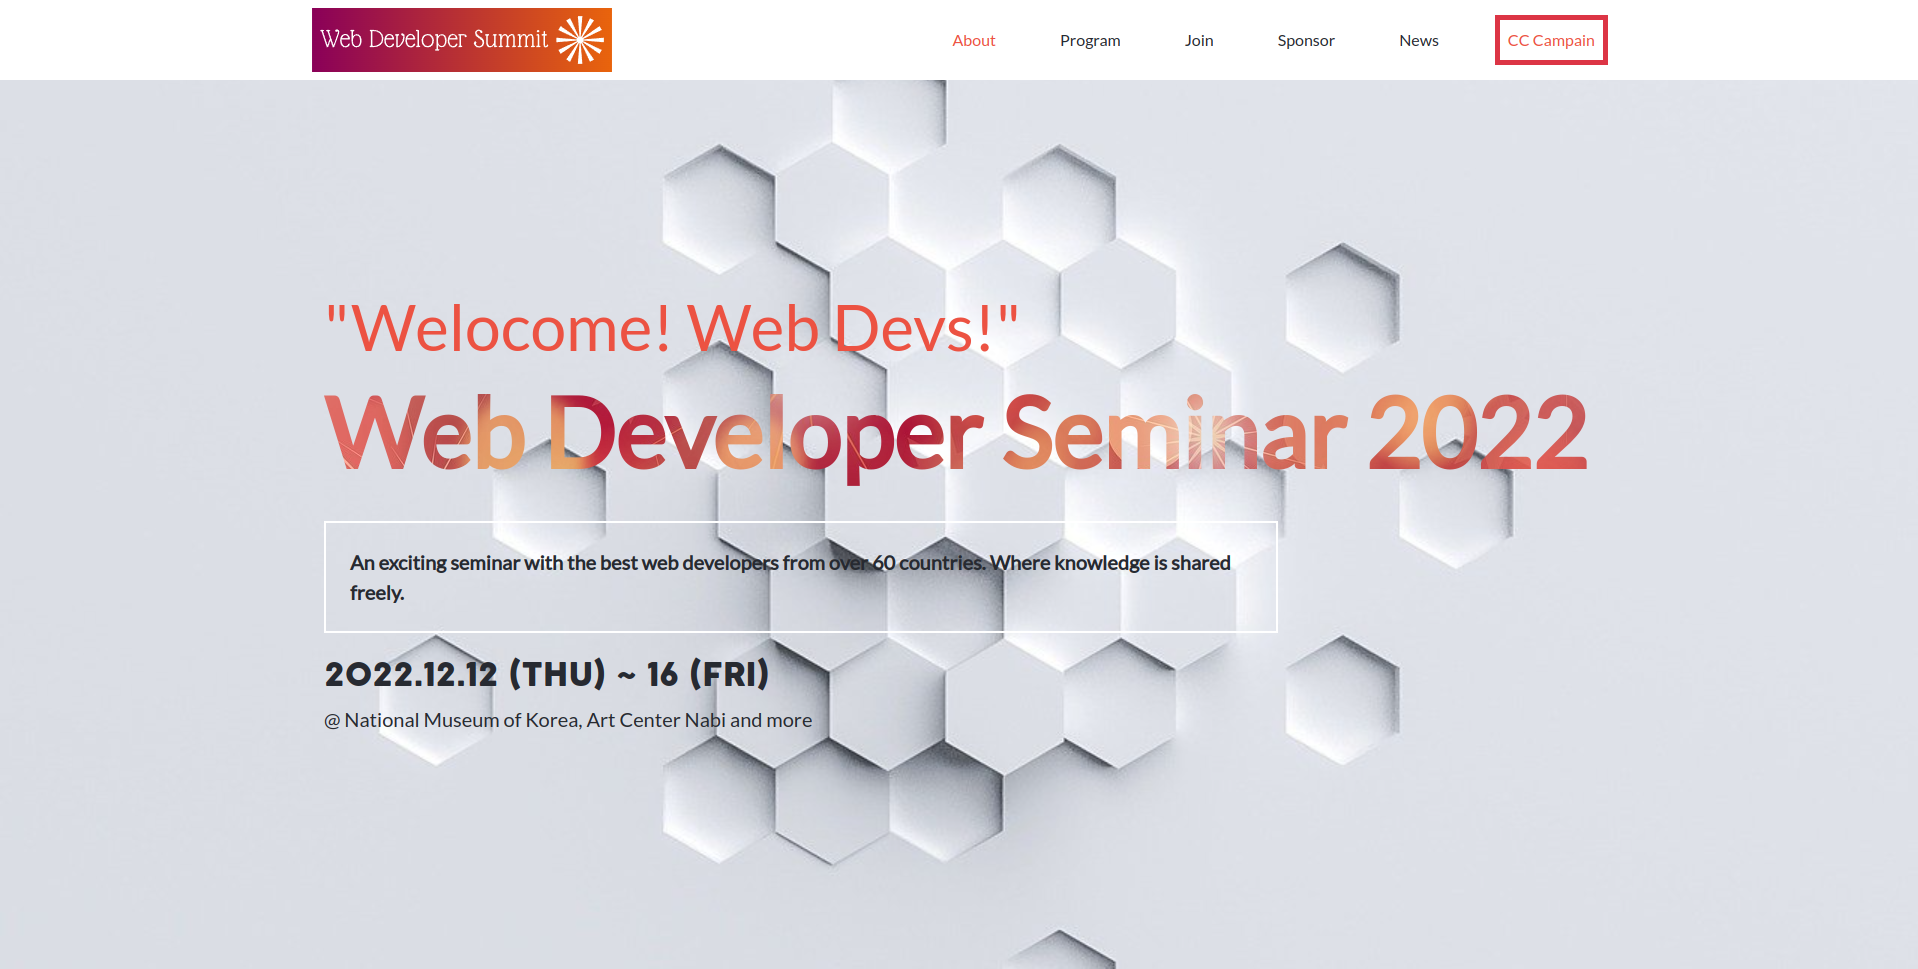 Web Developer Summit
About
Program
Join
Sponsor
News
CC Campain
"Welocome! Web Devs!"
Web Developer Seminar 2022
An exciting seminar with the best web developers from over 60 countries. Where knowledge is shared
freely.
2022.12.12 (THU) ~ 16 (FRI)
@ National Museum of Korea, Art Center Nabi and more